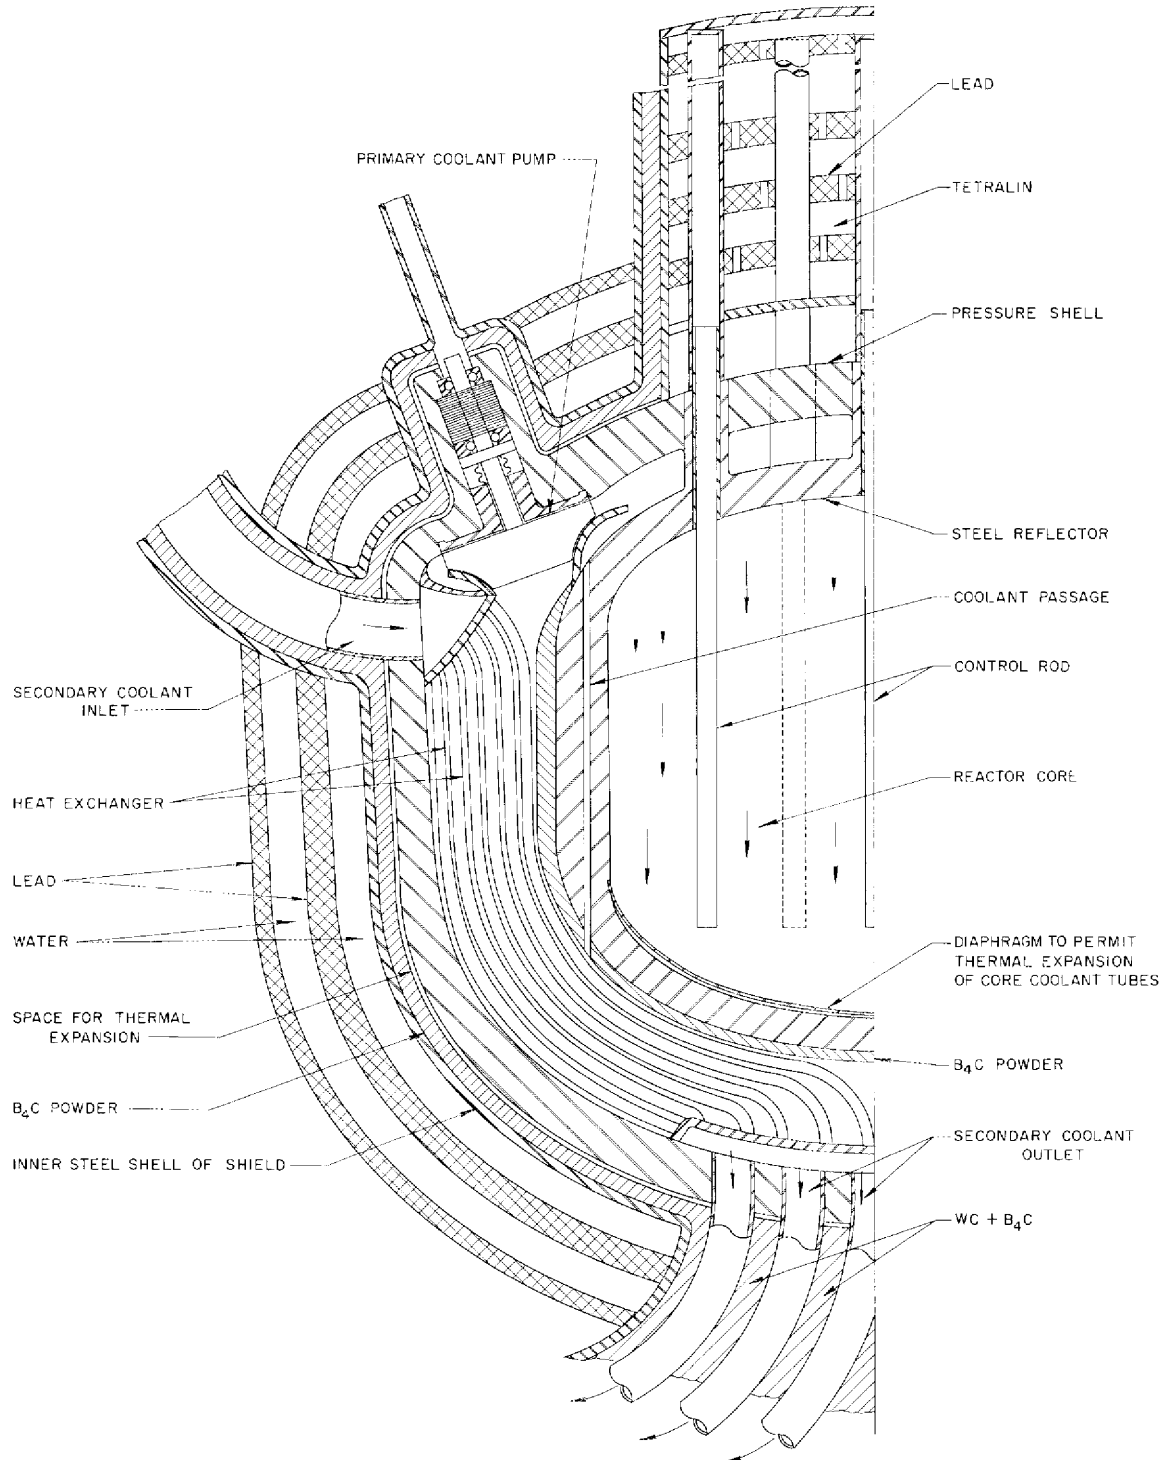 LEAD
PRIMARY COOLANT PUMP
TETRALIN
PRESSURE SHELL
STEEL REFLECTOR
COOLANT PASSAGE
CONTROL ROD
SECONDARY COOLANT
INLET
REACTOR CORE
HEAT EXCHANGER
LEAD
WATER
DIAPHRAGM TO PERMIT
THERMAL EXPANSION
OF CORE COOLANT TUBES
SPACE FOR THERMAL
EXPANSION
B₄C POWDER
B₄C POWDER
SECONDARY COOLANT
OUTLET
INNER STEEL SHELL OF SHIELD
WC + B₄C